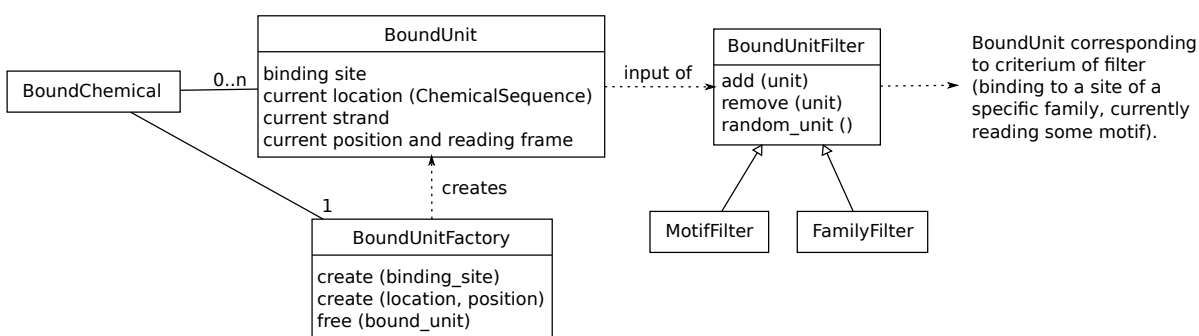 BoundChemical
0..n
1
BoundUnit
binding site
current location (ChemicalSequence)
current strand
current position and reading frame
creates
BoundUnitFactory
create (binding_site)
create (location, position)
free (bound_unit)
input of
BoundUnitFilter
add (unit)
remove (unit)
random_unit ()
MotifFilter
FamilyFilter
BoundUnit corresponding
to criterium of filter
(binding to a site of a
specific family, currently
reading some motif).